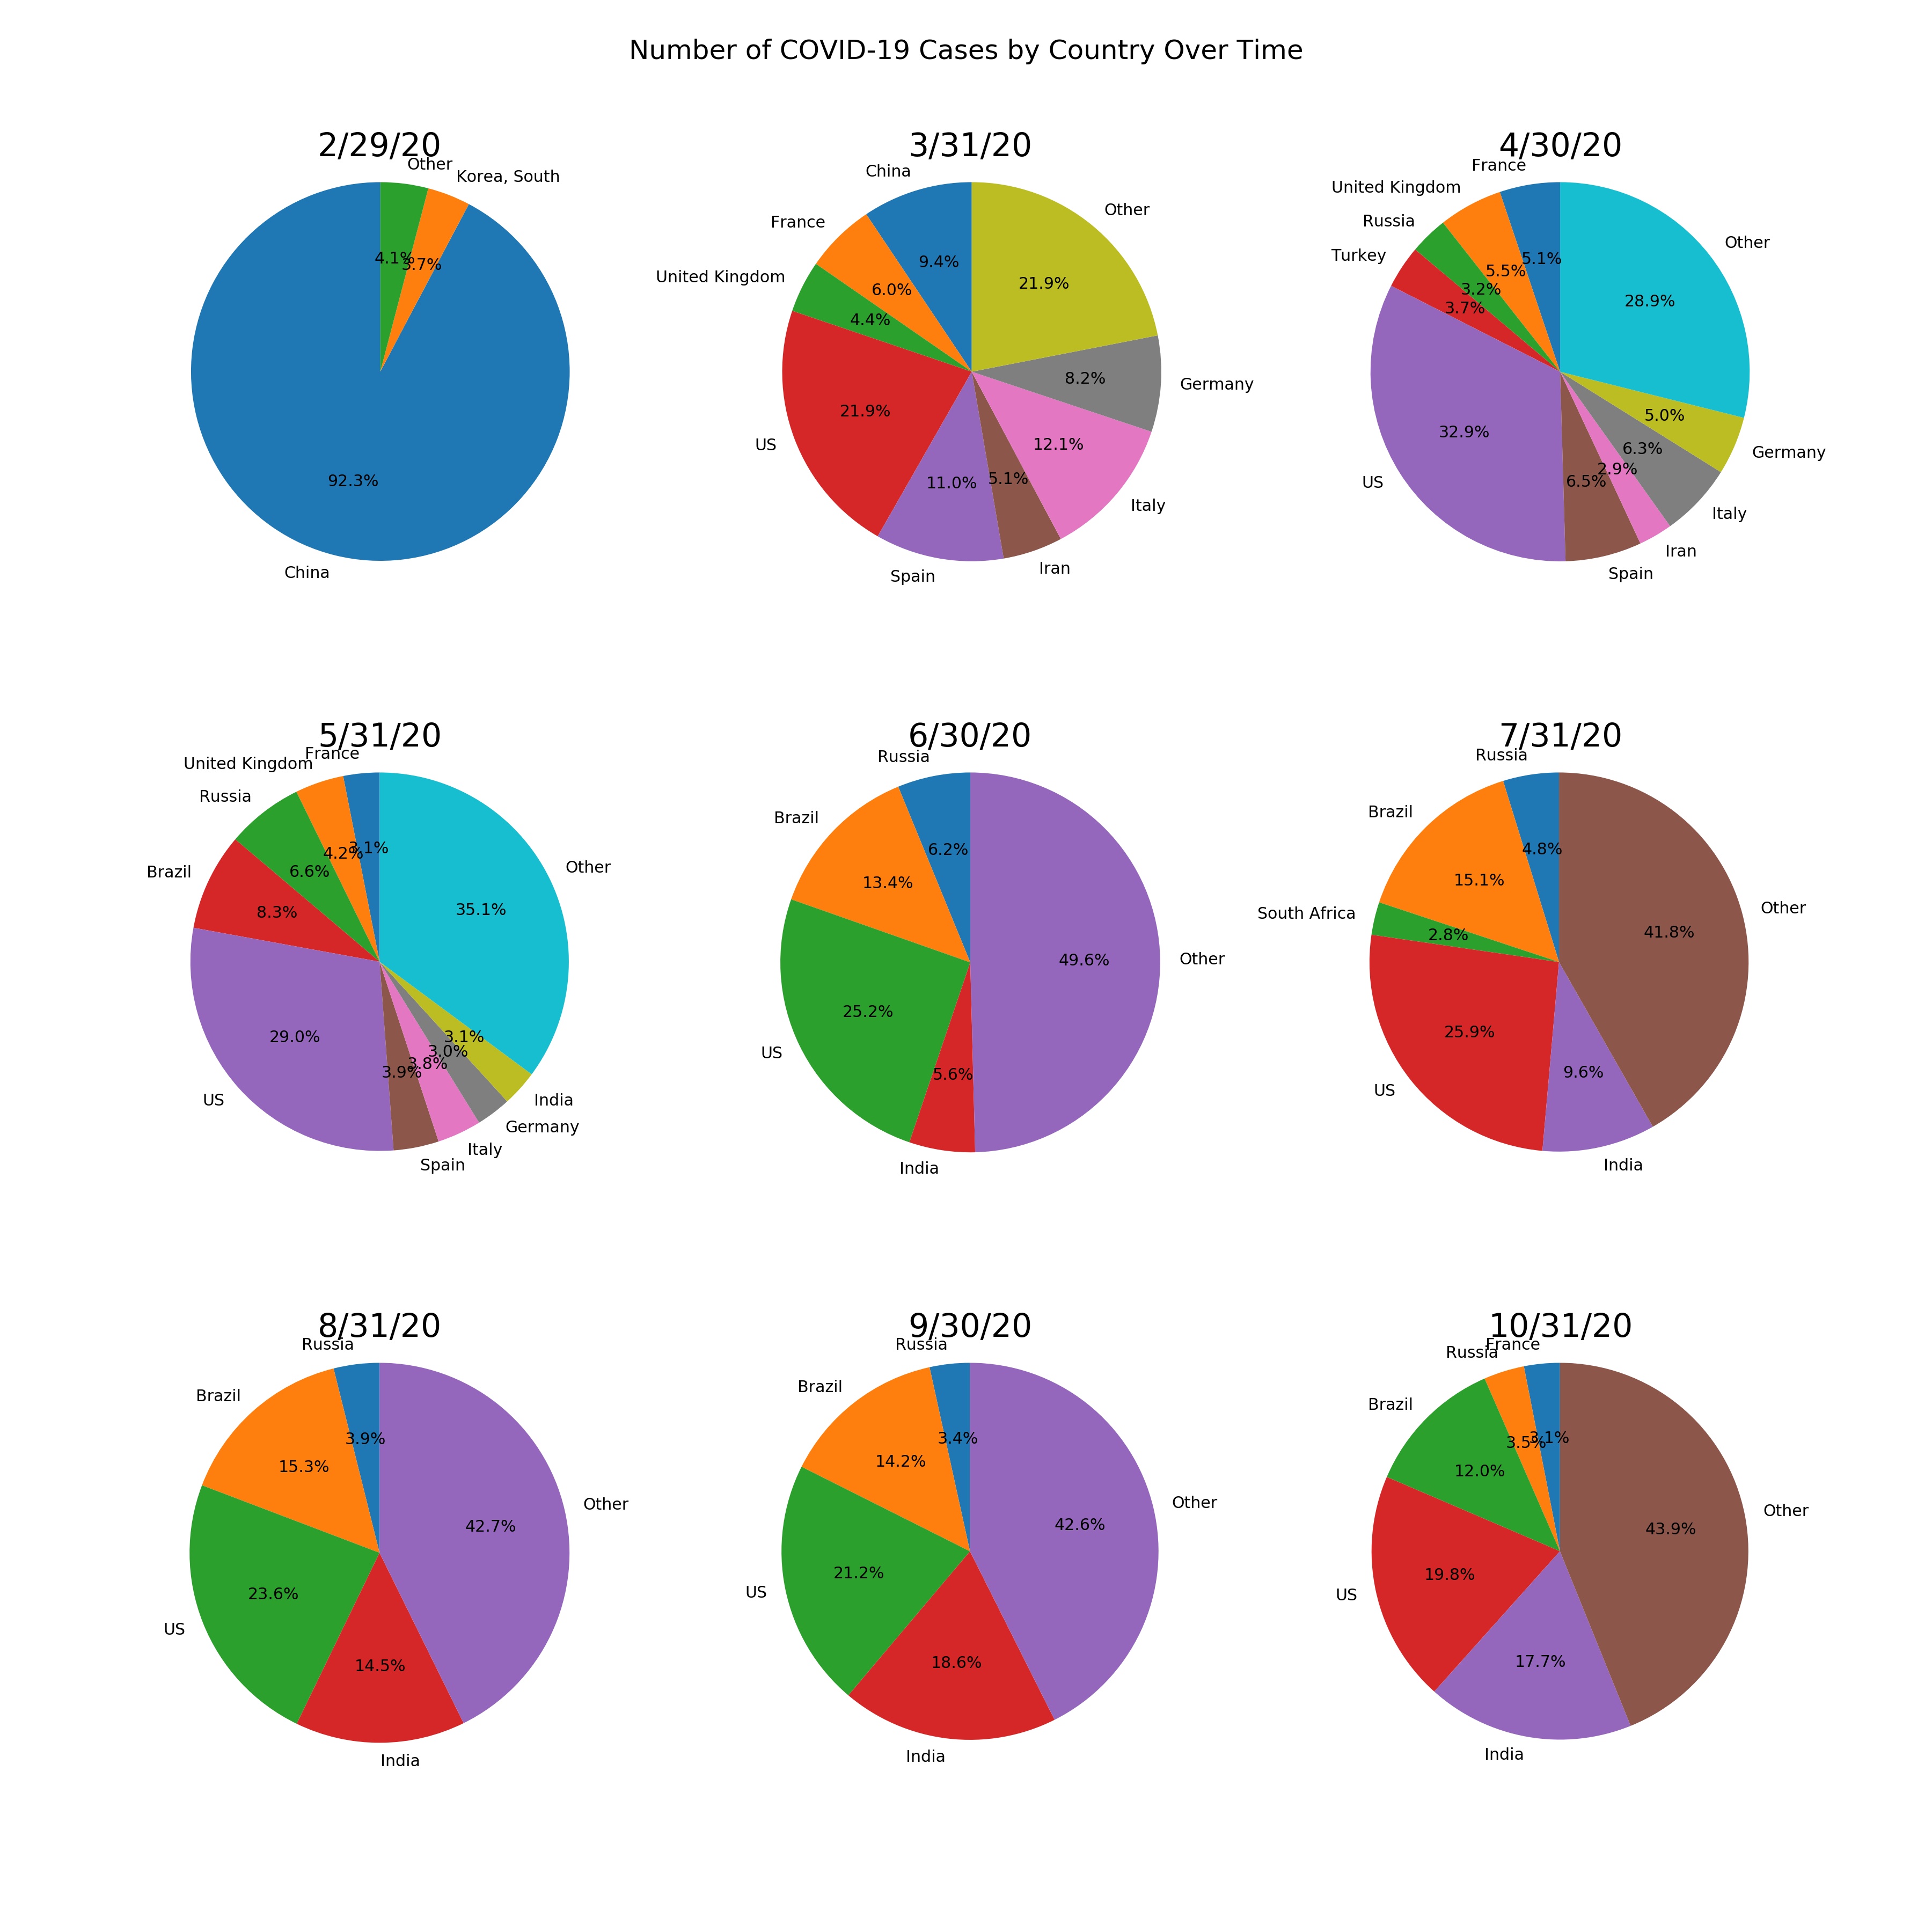 Number of COVID-19 Cases by Country Over Time
2/29/20
Other
Korea, South
4.1%
3.7%
92.3%
China
3/31/20
China
France
United Kingdom
US
Spain
Iran
Italy
Germany
Other
9.4%
6.0%
4.4%
21.9%
11.0%
5.1%
12.1%
8.2%
21.9%
4/30/20
France
United Kingdom
Russia
Turkey
US
Spain
Iran
Italy
Germany
Other
5.1%
5.5%
3.2%
3.7%
32.9%
6.5%
2.9%
6.3%
5.0%
28.9%
5/31/20
France
United Kingdom
Russia
Brazil
US
Spain
Italy
Germany
India
Other
3.1%
4.2%
6.6%
8.3%
29.0%
3.9%
3.8%
3.0%
3.1%
35.1%
6/30/20
Russia
Brazil
US
India
Other
6.2%
13.4%
25.2%
5.6%
49.6%
7/31/20
Russia
Brazil
South Africa
US
India
Other
4.8%
15.1%
2.8%
25.9%
9.6%
41.8%
8/31/20
Russia
Brazil
US
India
Other
3.9%
15.3%
23.6%
14.5%
42.7%
9/30/20
Russia
Brazil
US
India
Other
3.4%
14.2%
21.2%
18.6%
42.6%
10/31/20
France
Russia
Brazil
US
India
Other
3.1%
3.5%
12.0%
19.8%
17.7%
43.9%